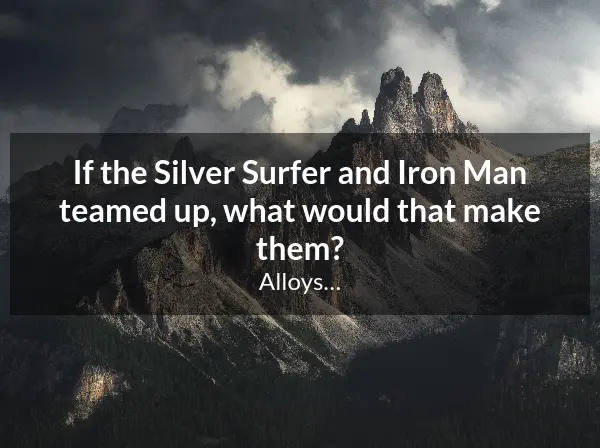 If the Silver Surfer and Iron Man
teamed up, what would that make
them?
Alloys...